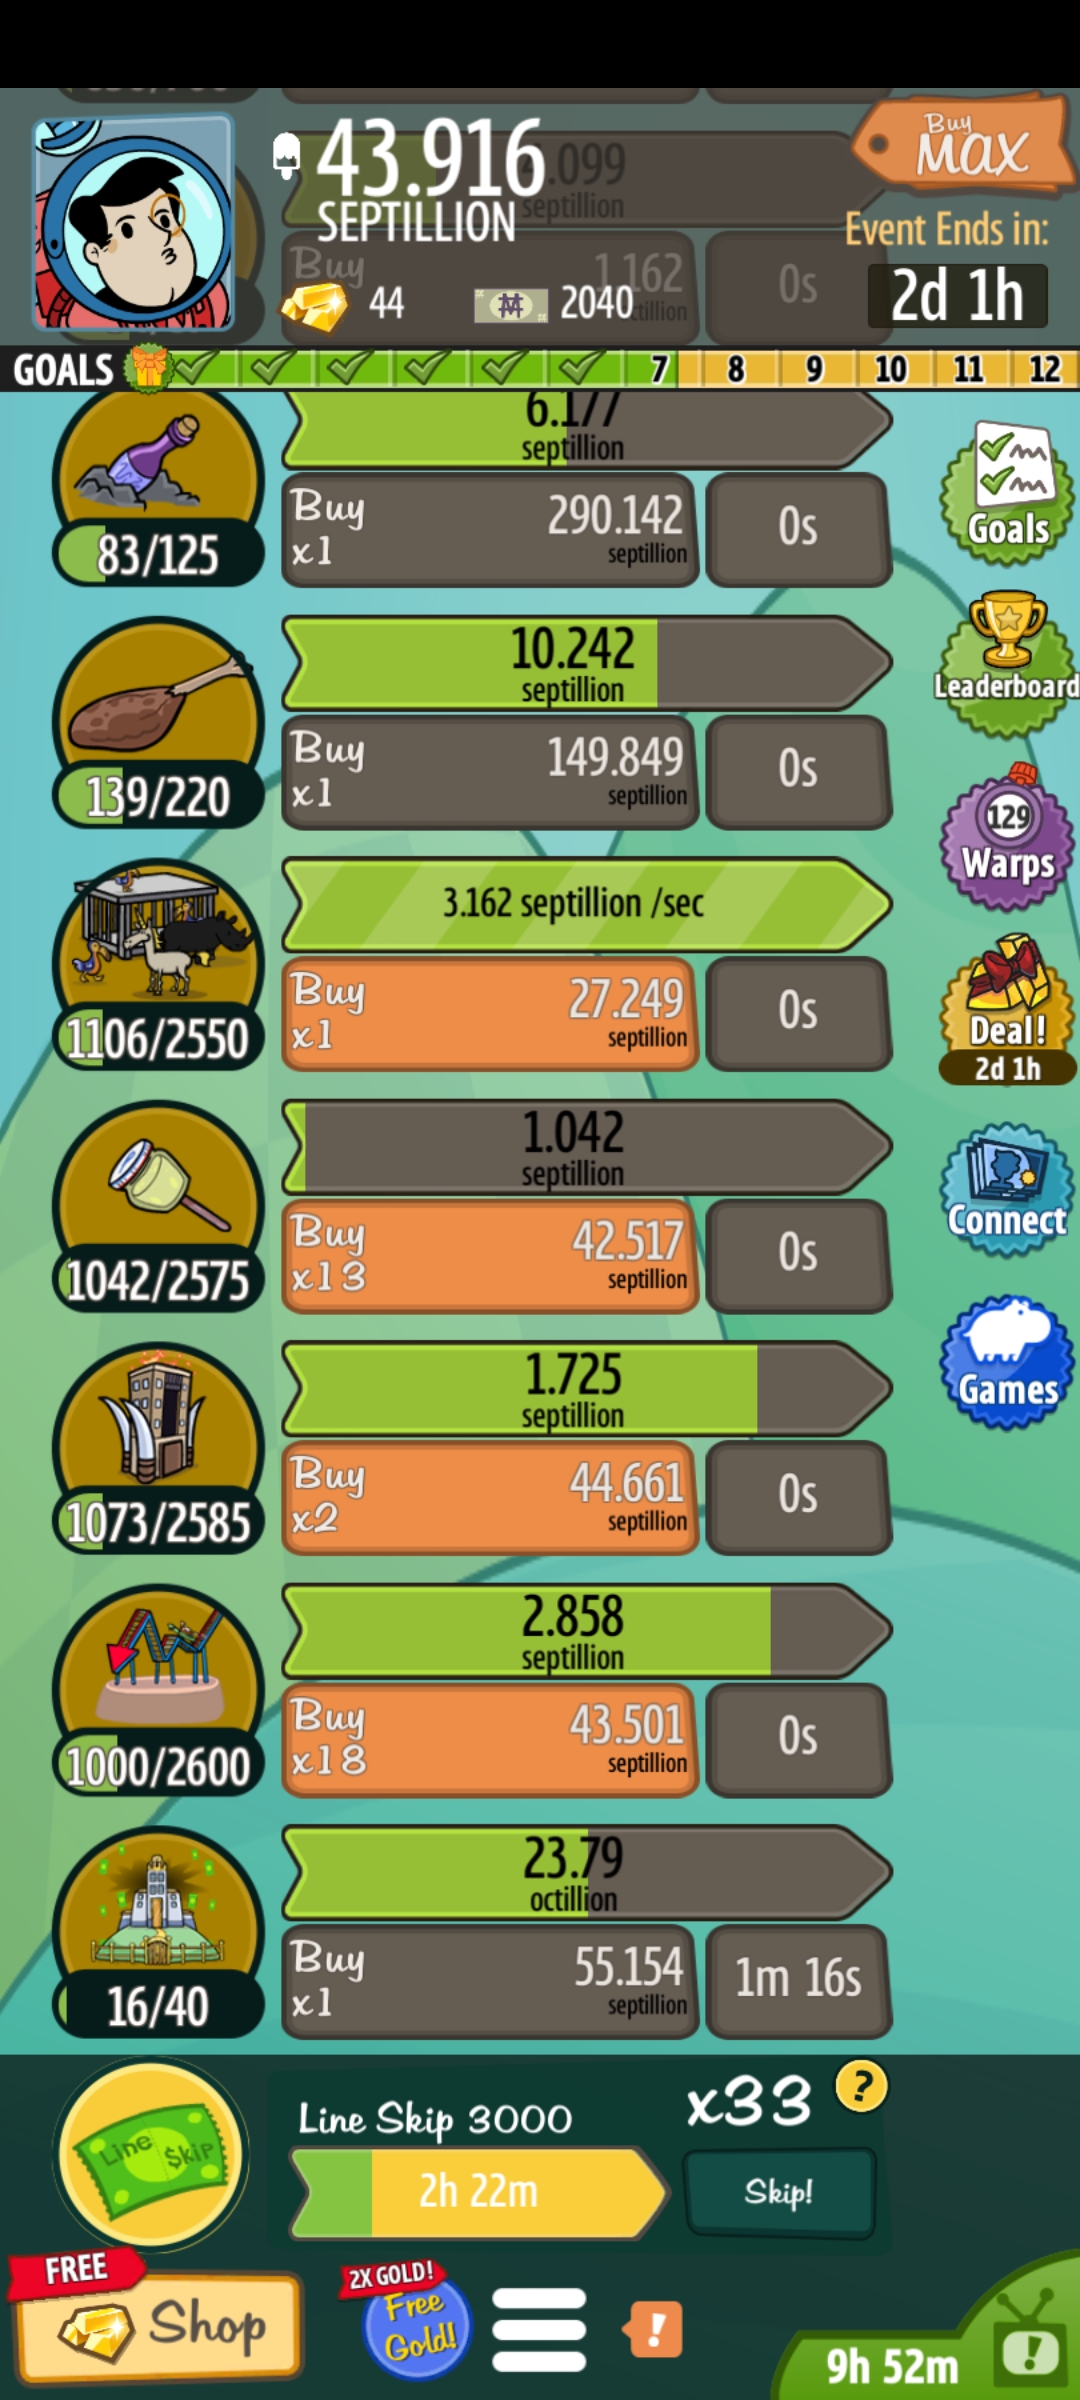 43.916
SEPTILLION
.099
septillion
Buy
MAX
Event Ends in:
2d 1h
Buy
1.162
0s
44
2040
GOALS
7 8 9 10 11 12
6.177
septillion
83/125
Buy
x1
290.142
septillion
0s
Goals
10.242
septillion
139/220
Buy
x1
149.849
septillion
0s
Leaderboard
3.162 septillion /sec
1106/2550
Buy
x1
27.249
septillion
0s
129
Warps
Deal!
2d 1h
1.042
septillion
1042/2575
Buy
x13
42.517
septillion
0s
Connect
1.725
septillion
1073/2585
Buy
x2
44.661
septillion
0s
Games
2.858
septillion
1000/2600
Buy
x18
43.501
septillion
0s
23.79
octillion
16/40
Buy
x1
55.154
septillion
1m 16s
Line Skip
Line Skip 3000
2h 22m
x33
?
Skip!
FREE
Shop
2X GOLD!
Free
Gold!
!
9h 52m
!